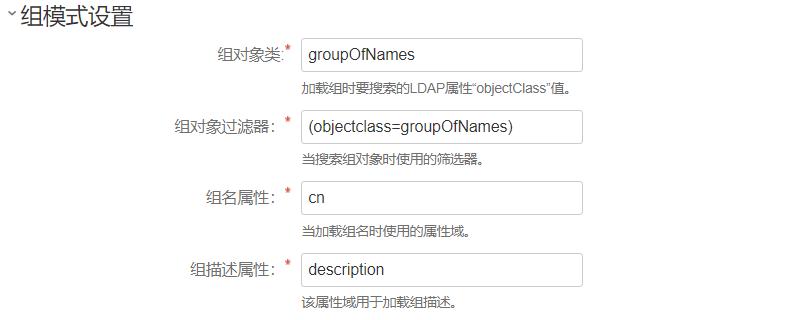 组模式设置
组对象类:* groupOfNames
加载组时要搜索的LDAP属性“objectClass”值。
组对象过滤器：* (objectclass=groupOfNames)
当搜索组对象时使用的筛选器。
组名属性：* cn
当加载组名时使用的属性域。
组描述属性：* description
该属性域用于加载组描述。